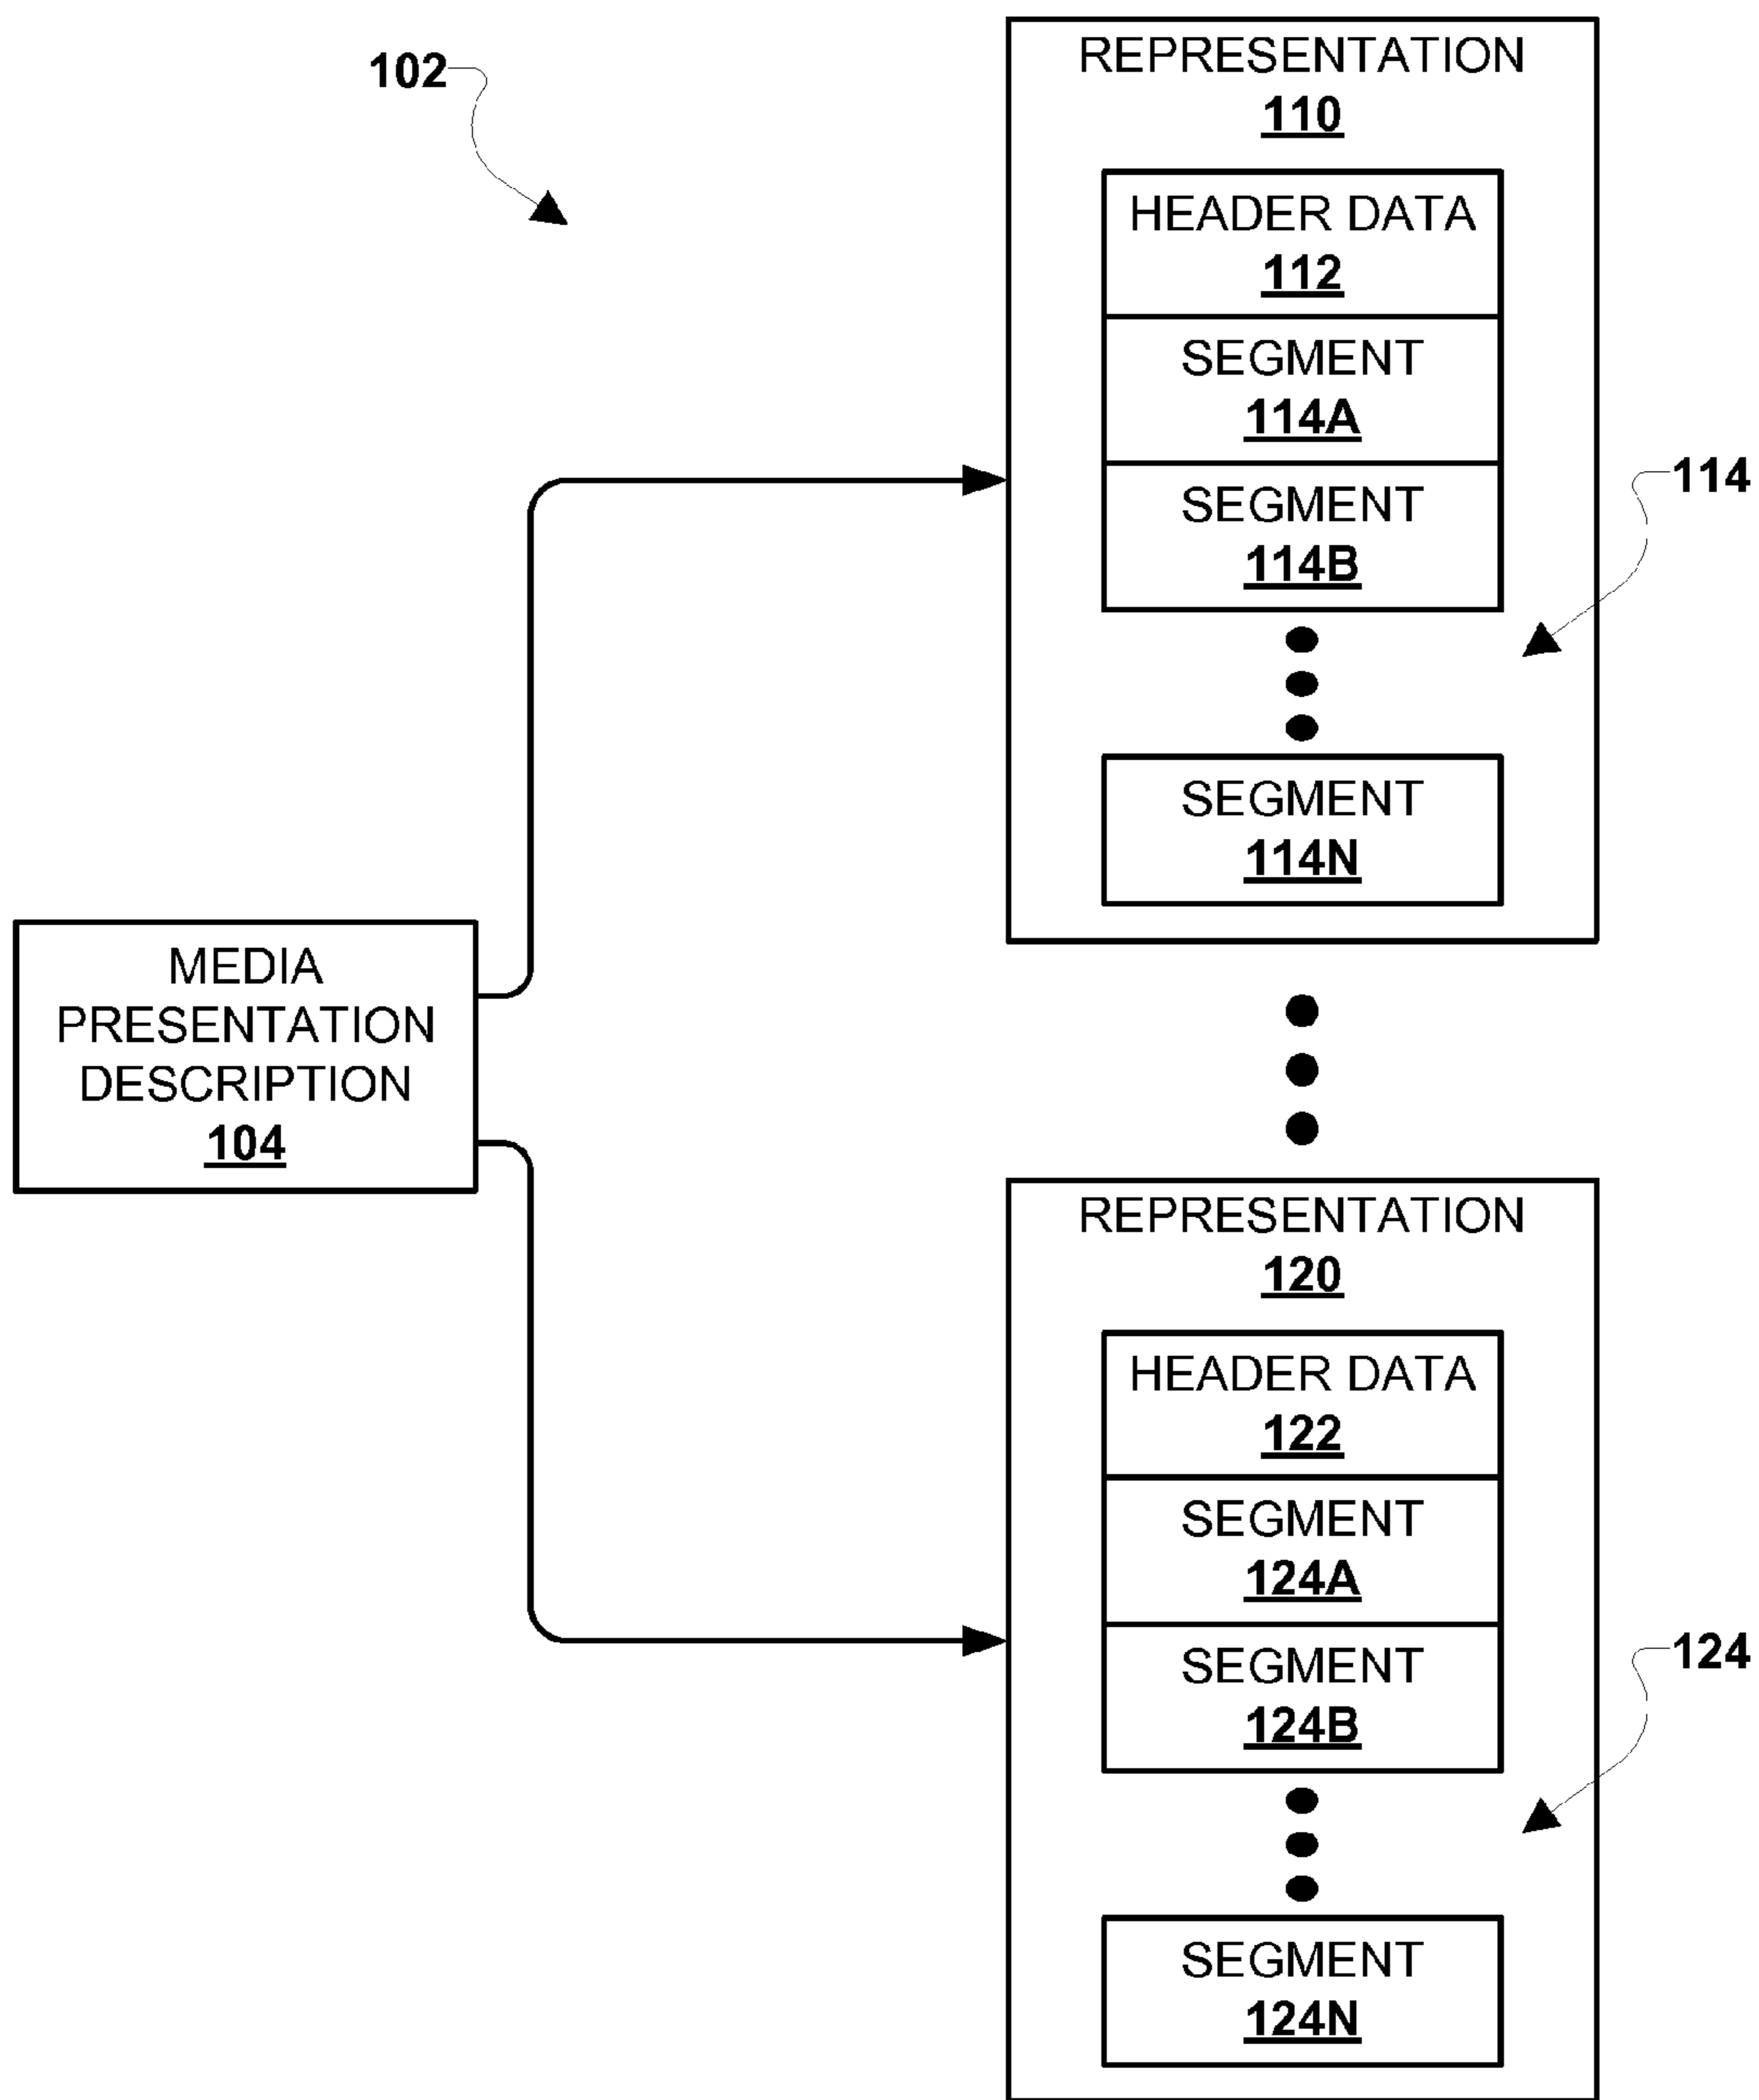 102
REPRESENTATION
110
HEADER DATA
112
SEGMENT
114A
SEGMENT
114B
114
SEGMENT
114N
MEDIA
PRESENTATION
DESCRIPTION
104
REPRESENTATION
120
HEADER DATA
122
SEGMENT
124A
SEGMENT
124B
124
SEGMENT
124N